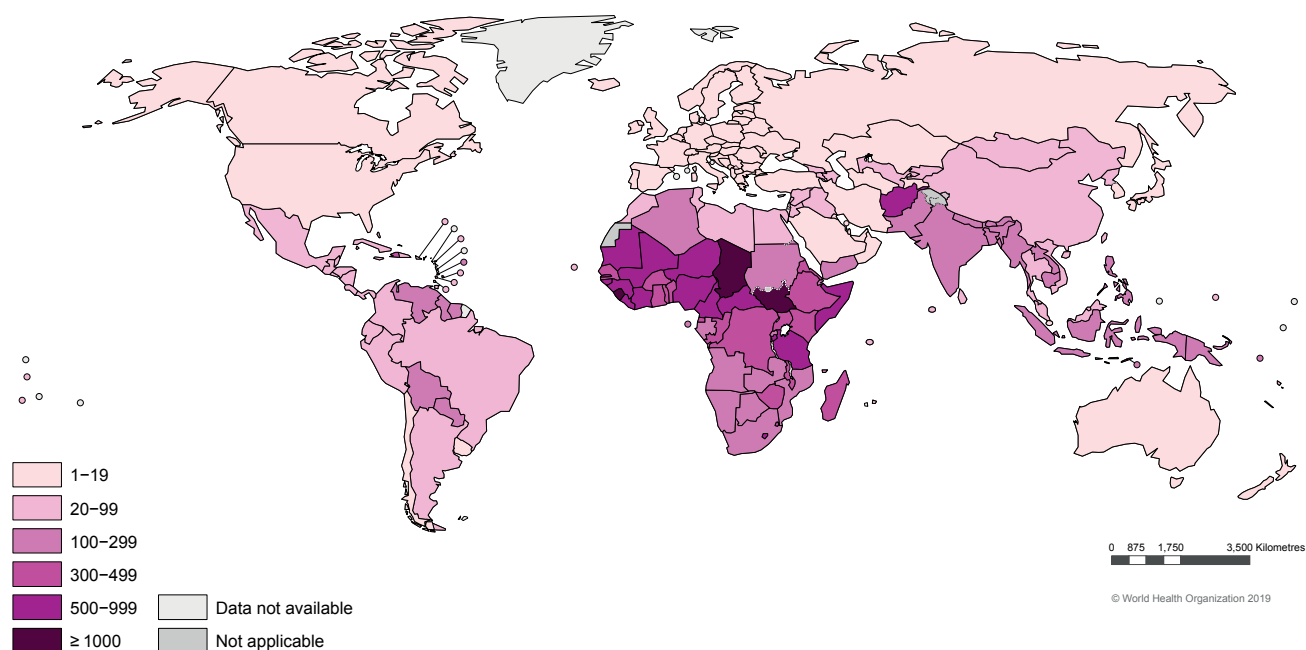 1−19
20−99
100−299
300−499
500−999
≥ 1000
Data not available
Not applicable
0 875 1,750 3,500 Kilometres
© World Health Organization 2019